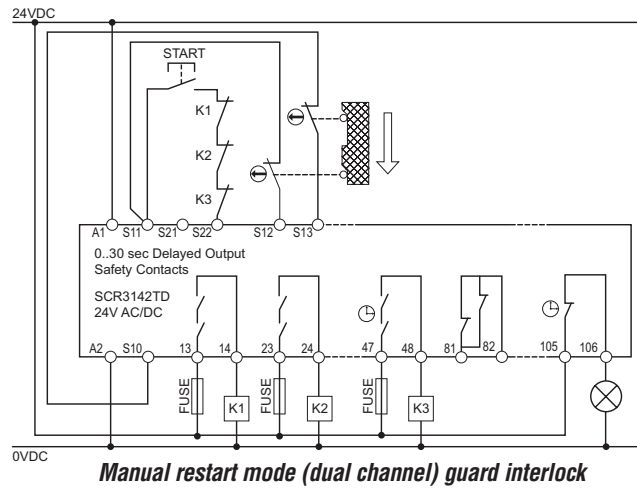 24VDC
START
K1
K2
K3
A1 S11 S21 S22 S12 S13
0..30 sec Delayed Output
Safety Contacts
SCR3142TD
24V AC/DC
A2 S10 13 14 23 24 47 48 81 82 105 106
FUSE K1 FUSE K2 FUSE K3
0VDC
Manual restart mode (dual channel) guard interlock